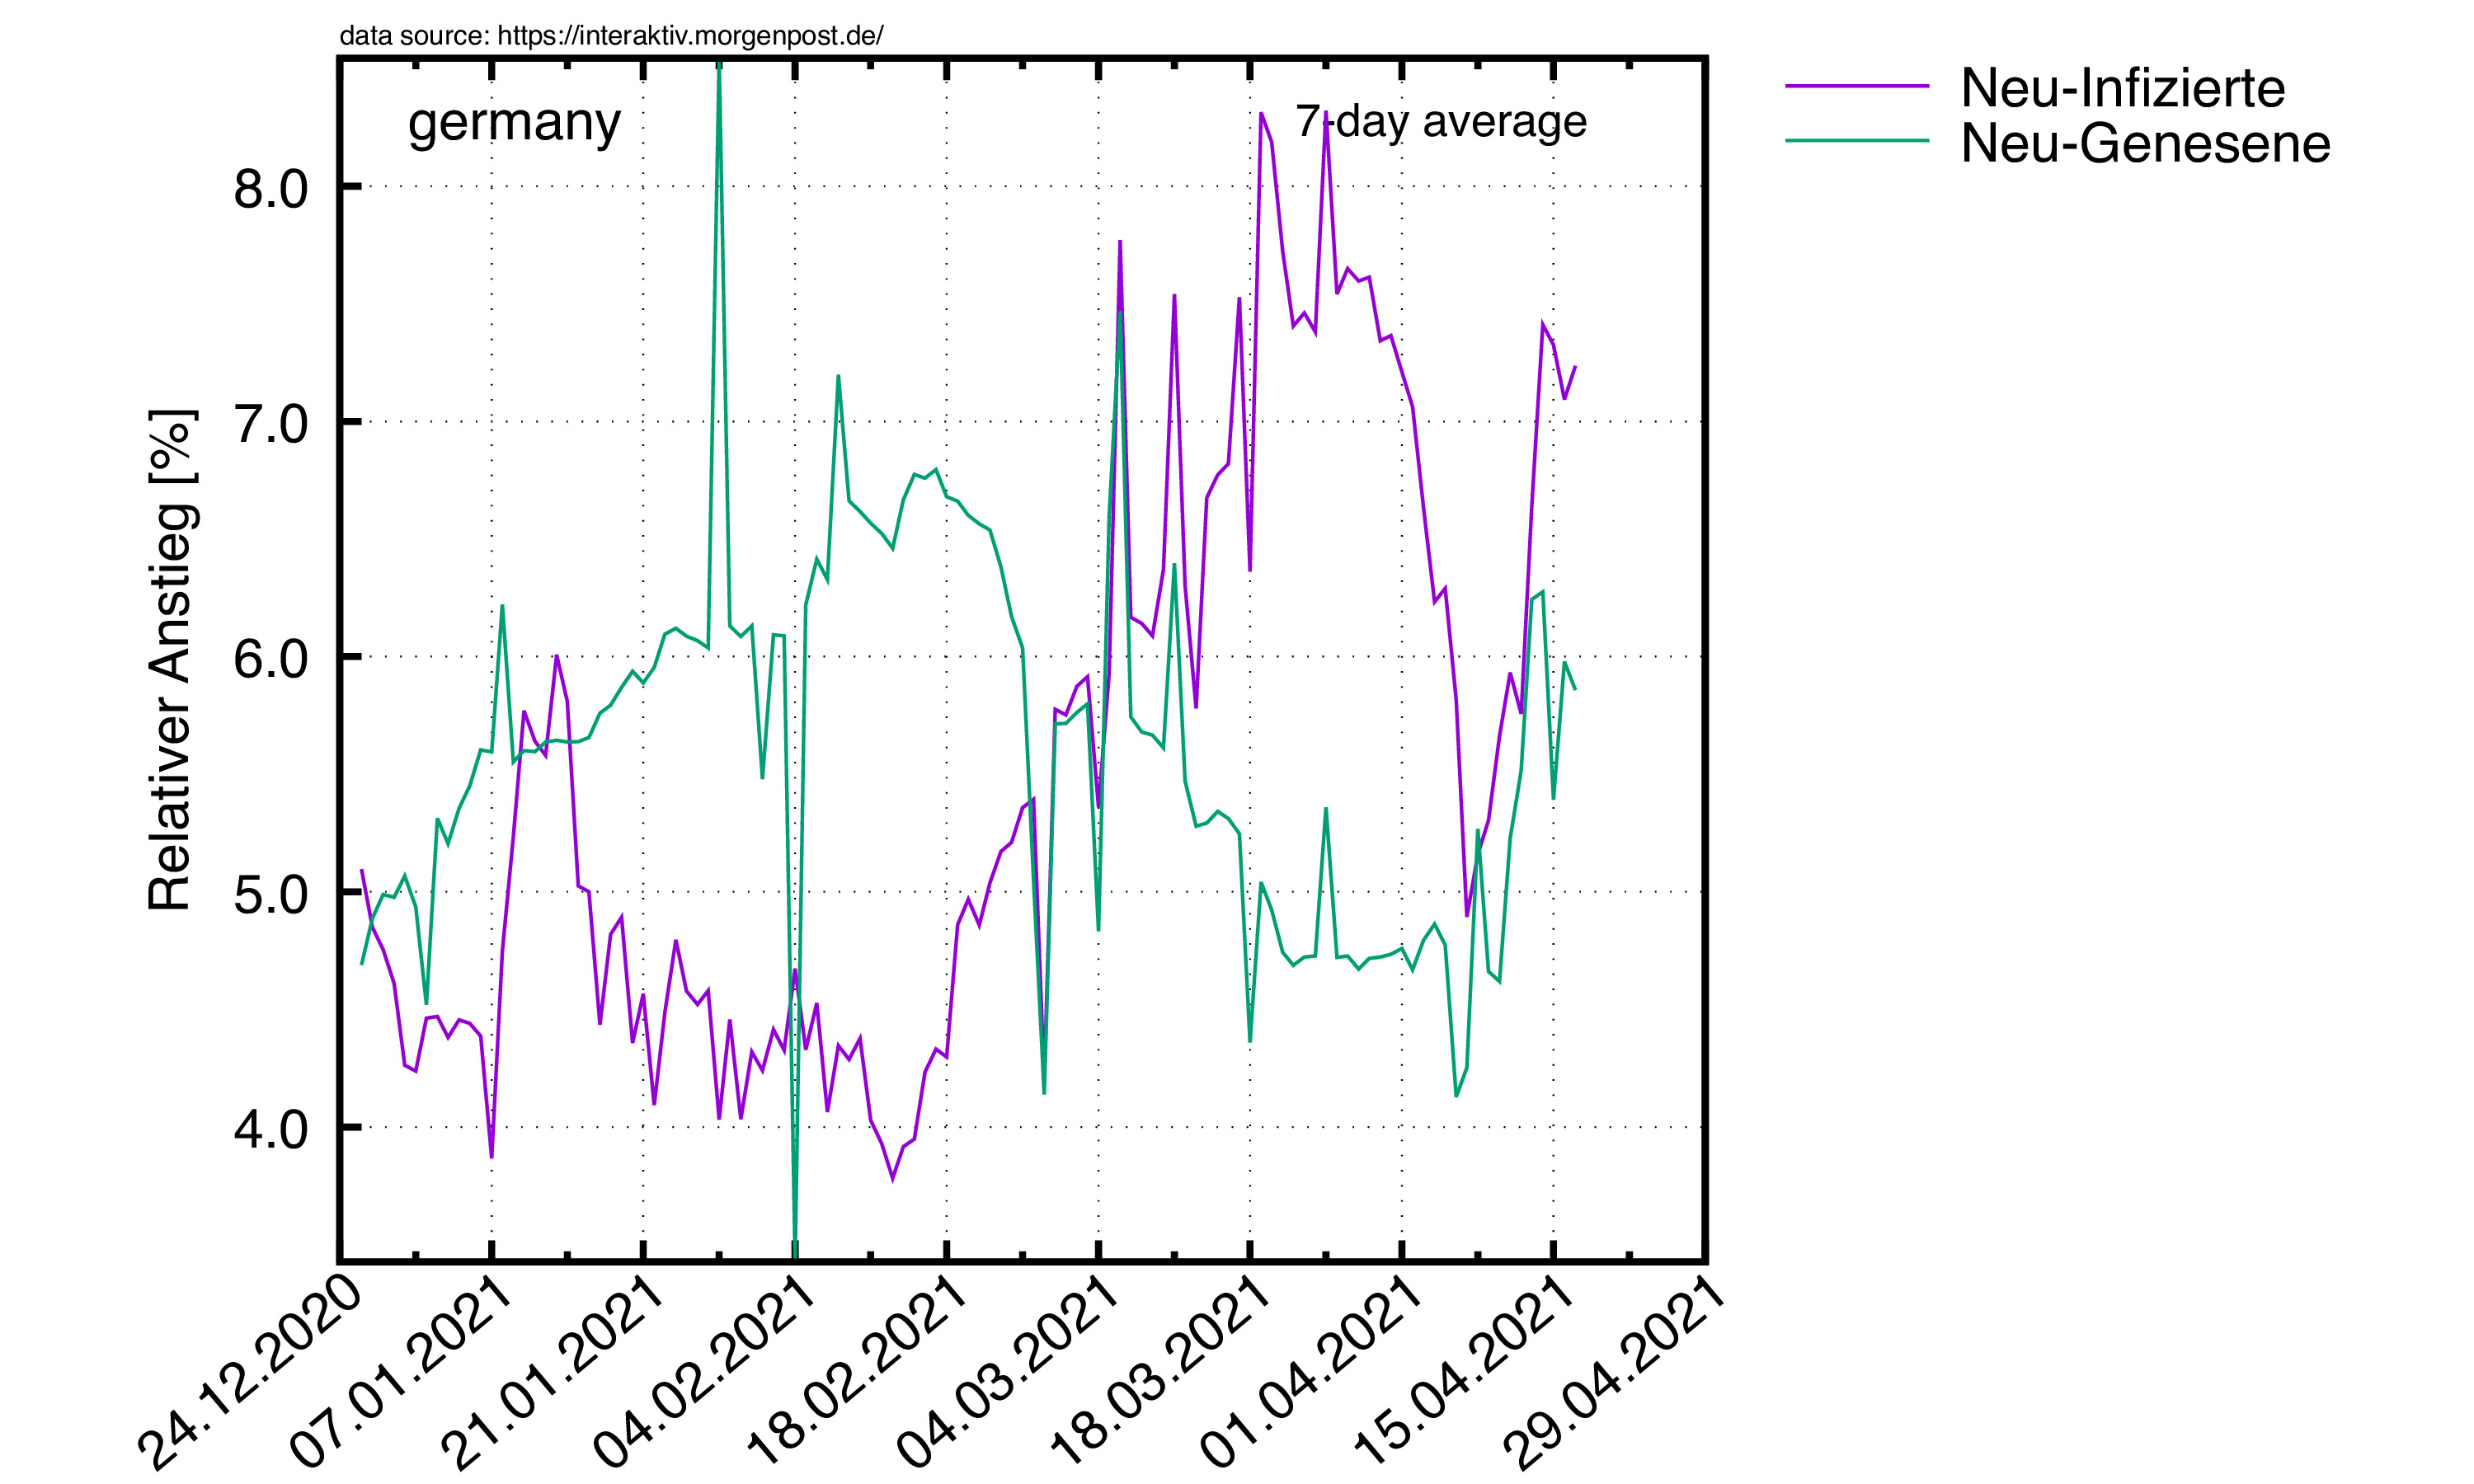 data source: https://interaktiv.morgenpost.de/
germany
7-day average
Neu-Infizierte
Neu-Genesene
Relativer Anstieg [%]
8.0
7.0
6.0
5.0
4.0
24.12.2020
07.01.2021
21.01.2021
04.02.2021
18.02.2021
04.03.2021
18.03.2021
01.04.2021
15.04.2021
29.04.2021